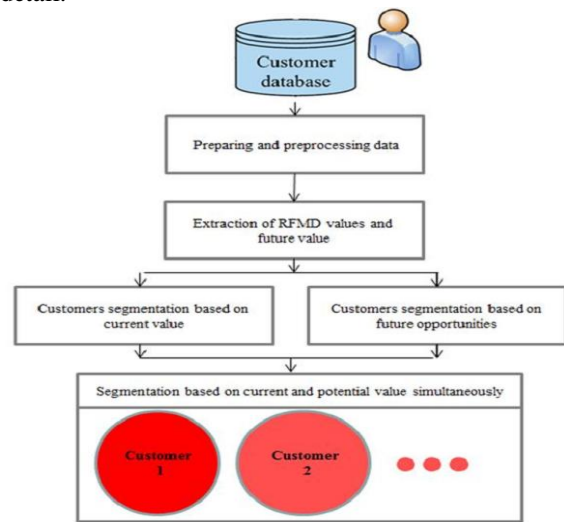 detail.
Customer
database
Preparing and preprocessing data
Extraction of RFMD values and
future value
Customers segmentation based on
current value
Customers segmentation based on
future opportunities
Segmentation based on current and potential value simultaneously
Customer
1
Customer
2